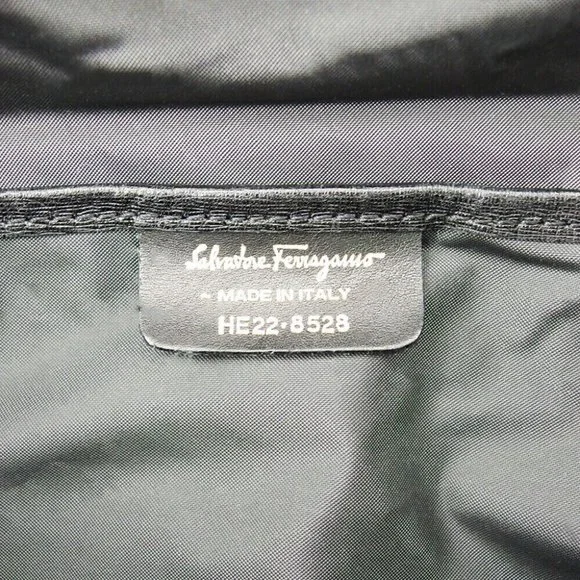 Salvatore Ferragamo
~ MADE IN ITALY
HE22·8528